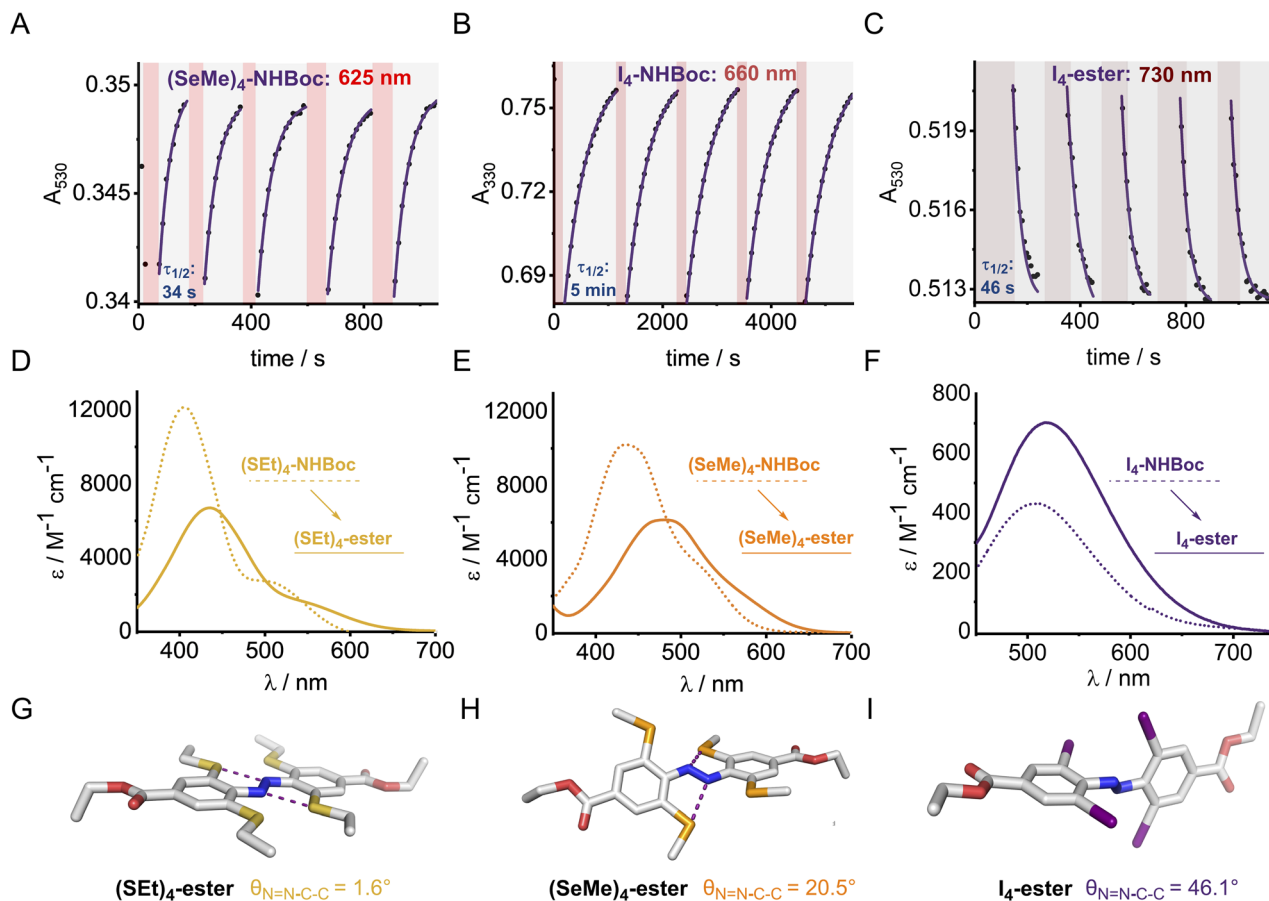 A
(SeMe)₄-NHBoc: 625 nm
0.35
0.345
0.34
A₅₃₀
τ₁/₂:
34 s
0
400
800
time / s
B
I₄-NHBoc: 660 nm
0.75
0.72
0.69
A₃₃₀
τ₁/₂:
5 min
0
2000
4000
time / s
C
I₄-ester: 730 nm
0.519
0.516
0.513
A₅₃₀
τ₁/₂:
46 s
0
400
800
time / s
D
12000
8000
4000
0
ε / M⁻¹ cm⁻¹
(SEt)₄-NHBoc
(SEt)₄-ester
400
500
600
700
λ / nm
E
12000
8000
4000
0
ε / M⁻¹ cm⁻¹
(SeMe)₄-NHBoc
(SeMe)₄-ester
400
500
600
700
λ / nm
F
800
600
400
200
0
ε / M⁻¹ cm⁻¹
I₄-NHBoc
I₄-ester
500
600
700
λ / nm
G
(SEt)₄-ester θN=N-C-C = 1.6°
H
(SeMe)₄-ester θN=N-C-C = 20.5°
I
I₄-ester θN=N-C-C = 46.1°